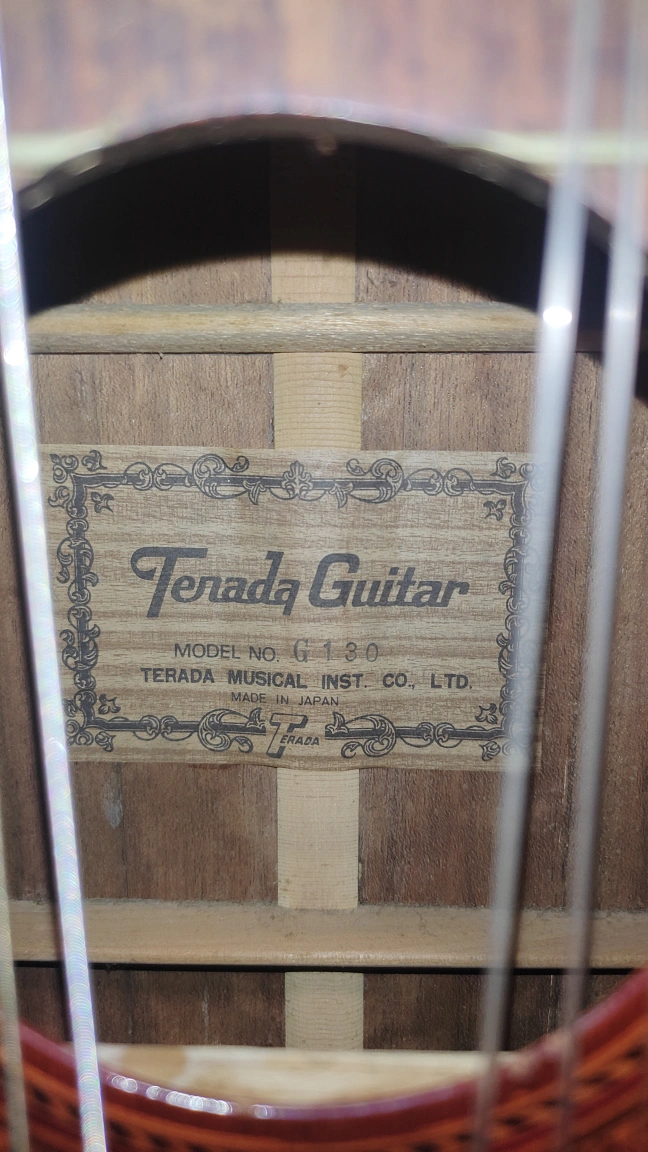 Terada Guitar
MODEL NO. G130
TERADA MUSICAL INST. CO., LTD.
MADE IN JAPAN
TERADA